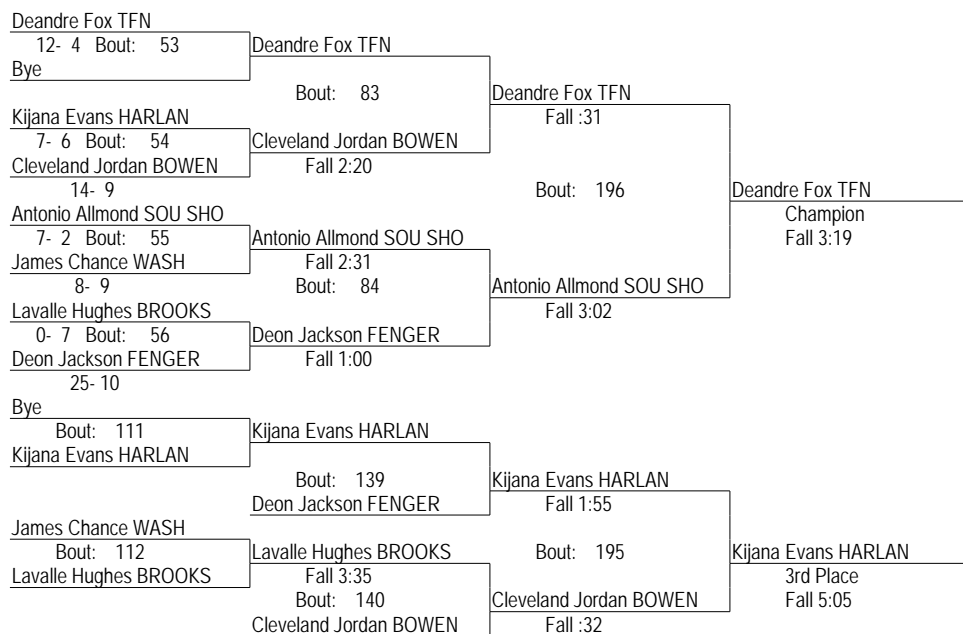 Deandre Fox TFN
12- 4 Bout: 53
Deandre Fox TFN
Bye
Bout: 83
Deandre Fox TFN
Kijana Evans HARLAN
Fall :31
7- 6 Bout: 54
Cleveland Jordan BOWEN
Cleveland Jordan BOWEN
Fall 2:20
14- 9
Bout: 196
Deandre Fox TFN
Antonio Allmond SOU SHO
Champion
7- 2 Bout: 55
Antonio Allmond SOU SHO
Fall 3:19
James Chance WASH
Fall 2:31
8- 9
Bout: 84
Antonio Allmond SOU SHO
Lavalle Hughes BROOKS
Fall 3:02
0- 7 Bout: 56
Deon Jackson FENGER
Deon Jackson FENGER
Fall 1:00
25- 10
Bye
Bout: 111
Kijana Evans HARLAN
Kijana Evans HARLAN
Bout: 139
Kijana Evans HARLAN
Deon Jackson FENGER
Fall 1:55
James Chance WASH
Bout: 112
Lavalle Hughes BROOKS
Bout: 195
Kijana Evans HARLAN
Lavalle Hughes BROOKS
Fall 3:35
3rd Place
Bout: 140
Cleveland Jordan BOWEN
Fall 5:05
Cleveland Jordan BOWEN
Fall :32